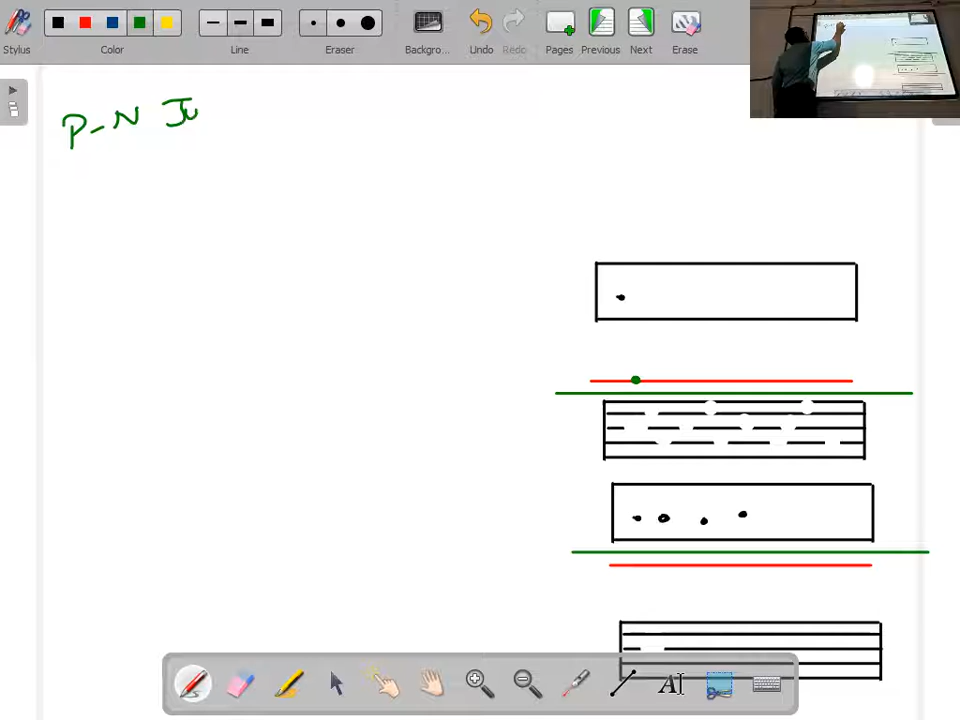 Stylus
Color
Line
Eraser
Backgro...
Undo
Redo
Pages
Previous
Next
Erase
P-N